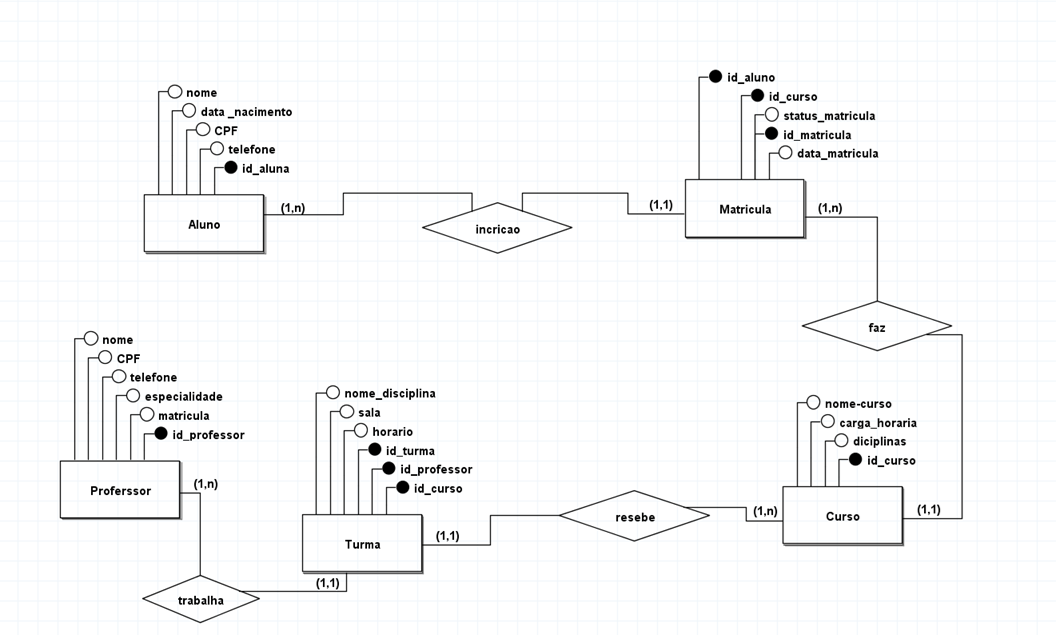 nome
data _nacimento
CPF
telefone
id_aluna
Aluno
(1,n)
incricao
(1,1)
id_aluno
id_curso
status_matricula
id_matricula
data_matricula
Matricula
(1,n)
faz
nome
CPF
telefone
especialidade
matricula
id_professor
Proferssor
(1,n)
trabalha
(1,1)
nome_disciplina
sala
horario
id_turma
id_professor
id_curso
Turma
(1,1)
resebe
(1,n)
nome-curso
carga_horaria
diciplinas
id_curso
Curso
(1,1)